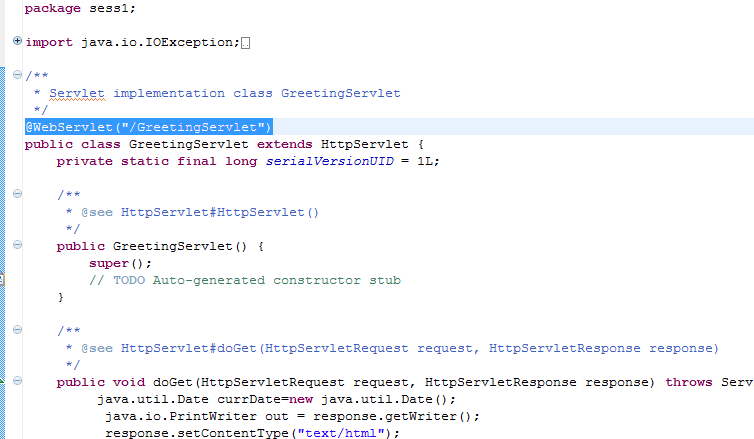 package sess1;
import java.io.IOException;
/**
* Servlet implementation class GreetingServlet
*/
@WebServlet("/GreetingServlet")
public class GreetingServlet extends HttpServlet {
private static final long serialVersionUID = 1L;
/**
* @see HttpServlet#HttpServlet()
*/
public GreetingServlet() {
super();
// TODO Auto-generated constructor stub
}
/**
* @see HttpServlet#doGet(HttpServletRequest request, HttpServletResponse response)
*/
public void doGet(HttpServletRequest request, HttpServletResponse response) throws Serv
java.util.Date currDate=new java.util.Date();
java.io.PrintWriter out = response.getWriter();
response.setContentType("text/html");